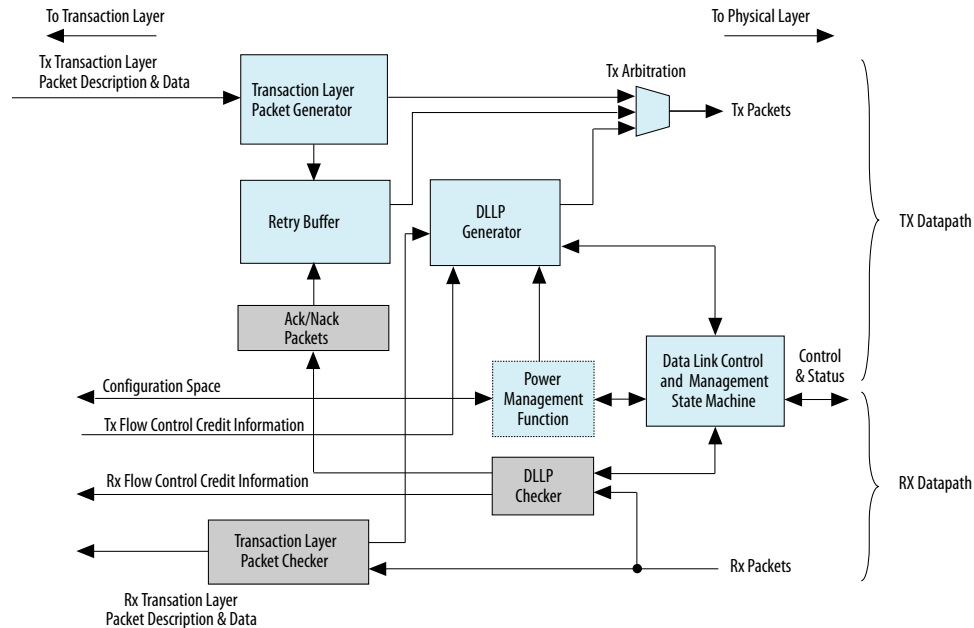 To Transaction Layer
To Physical Layer
Tx Transaction Layer
Packet Description & Data
Transaction Layer
Packet Generator
Tx Arbitration
Tx Packets
Retry Buffer
DLLP
Generator
TX Datapath
Ack/Nack
Packets
Configuration Space
Power
Management
Function
Data Link Control
and Management
State Machine
Control
& Status
Tx Flow Control Credit Information
Rx Flow Control Credit Information
DLLP
Checker
RX Datapath
Transaction Layer
Packet Checker
Rx Packets
Rx Transation Layer
Packet Description & Data